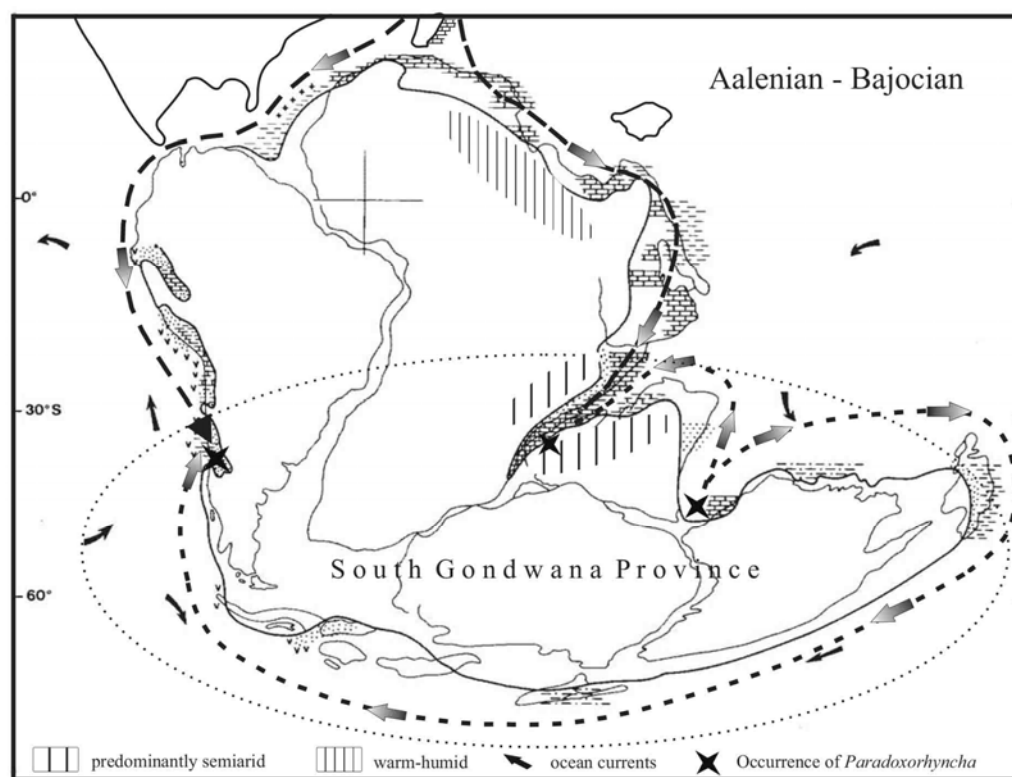 Aalenian - Bajocian
0°
30°S
60°
South Gondwana Province
predominantly semiarid
warm-humid
ocean currents
Occurrence of Paradoxorhyncha